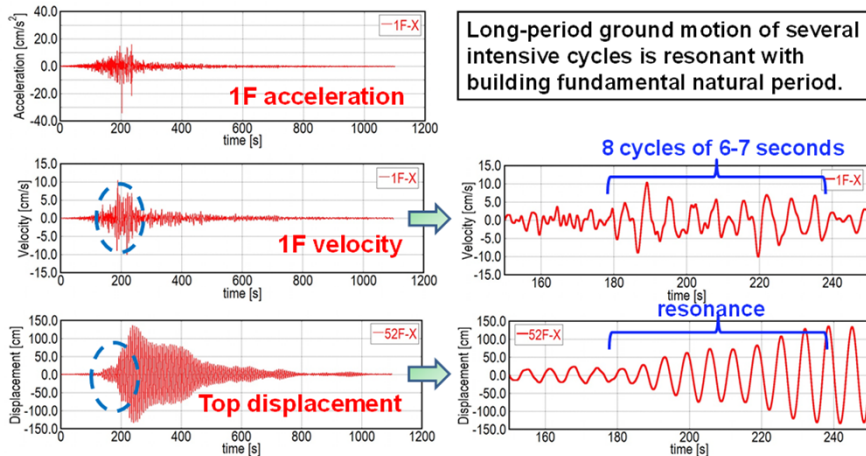 Acceleration [cm/s²]
40.0
20.0
0.0
-20.0
-40.0
1F-X
1F acceleration
0 200 400 600 800 1000 1200
time [s]
Long-period ground motion of several
intensive cycles is resonant with
building fundamental natural period.
Velocity [cm/s]
15.0
10.0
5.0
0.0
-5.0
-10.0
-15.0
1F-X
1F velocity
0 200 400 600 800 1000 1200
time [s]
8 cycles of 6-7 seconds
Velocity [cm/s]
15.0
10.0
5.0
0.0
-5.0
-10.0
-15.0
1F-X
160 180 200 220 240
time [s]
Displacement [cm]
150.0
100.0
50.0
0.0
-50.0
-100.0
-150.0
52F-X
Top displacement
0 200 400 600 800 1000 1200
time [s]
resonance
Displacement [cm]
150.0
100.0
50.0
0.0
-50.0
-100.0
-150.0
52F-X
160 180 200 220 240
time [s]